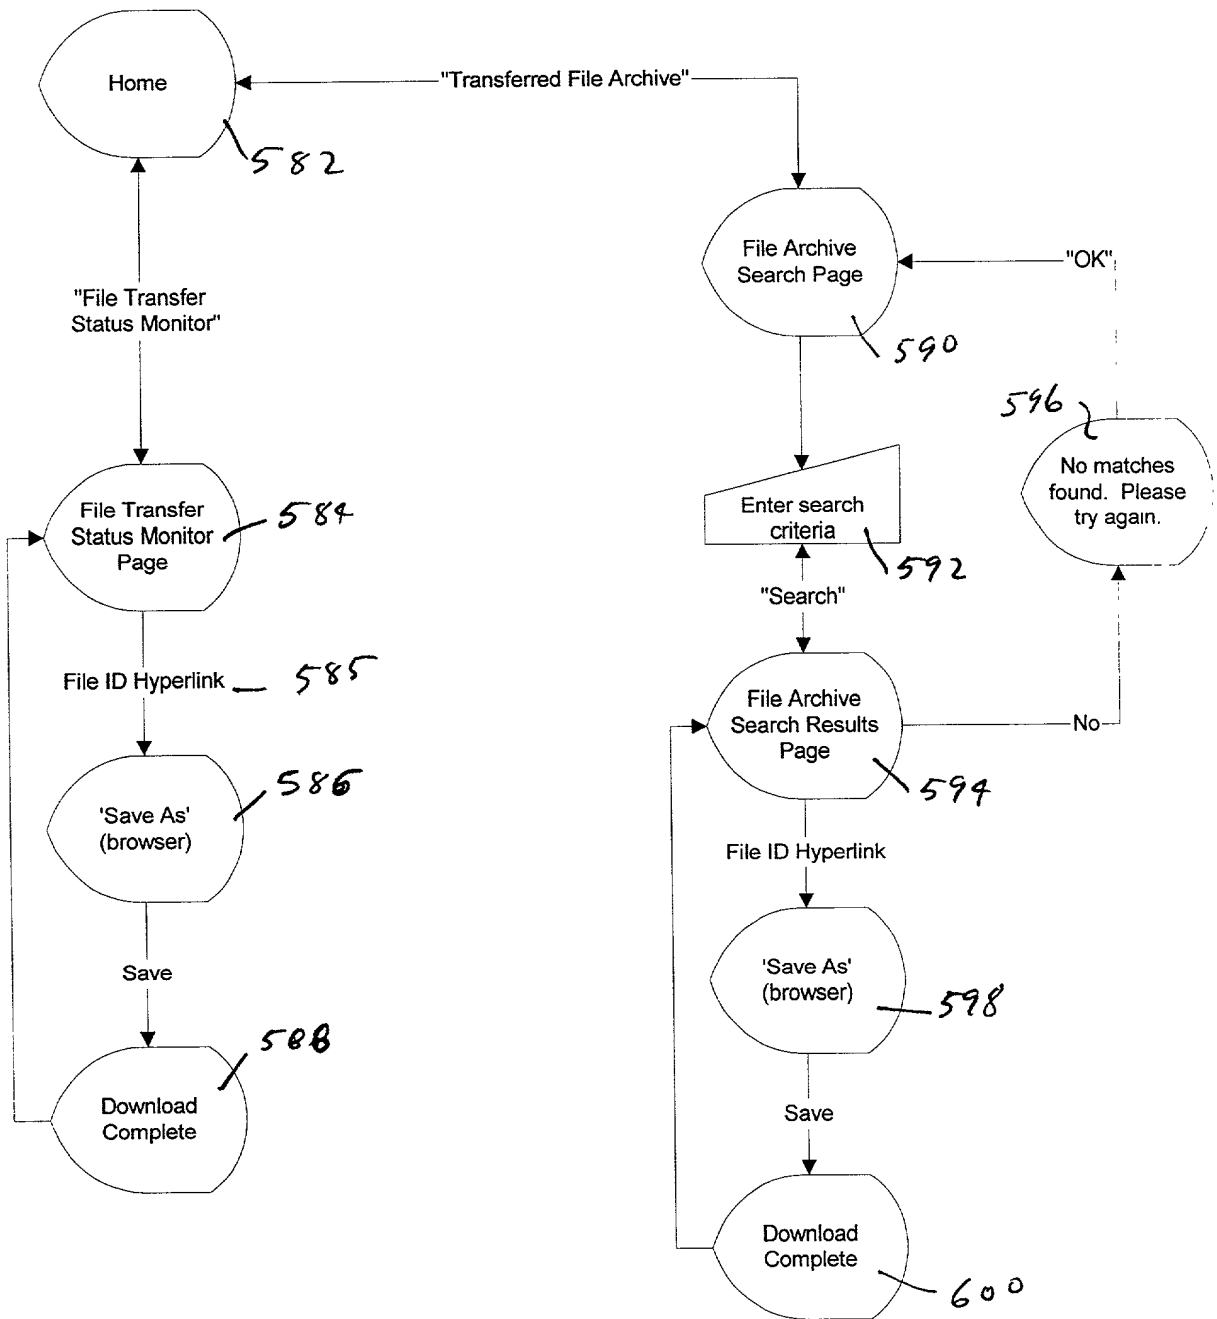 Home
"Transferred File Archive"
582
"File Transfer
Status Monitor"
File Archive
Search Page
"OK"
590
596
No matches
found. Please
try again.
File Transfer
Status Monitor
Page
584
Enter search
criteria
592
"Search"
File ID Hyperlink
585
File Archive
Search Results
Page
No
594
'Save As'
(browser)
586
File ID Hyperlink
Save
'Save As'
(browser)
598
588
Download
Complete
Save
Download
Complete
600